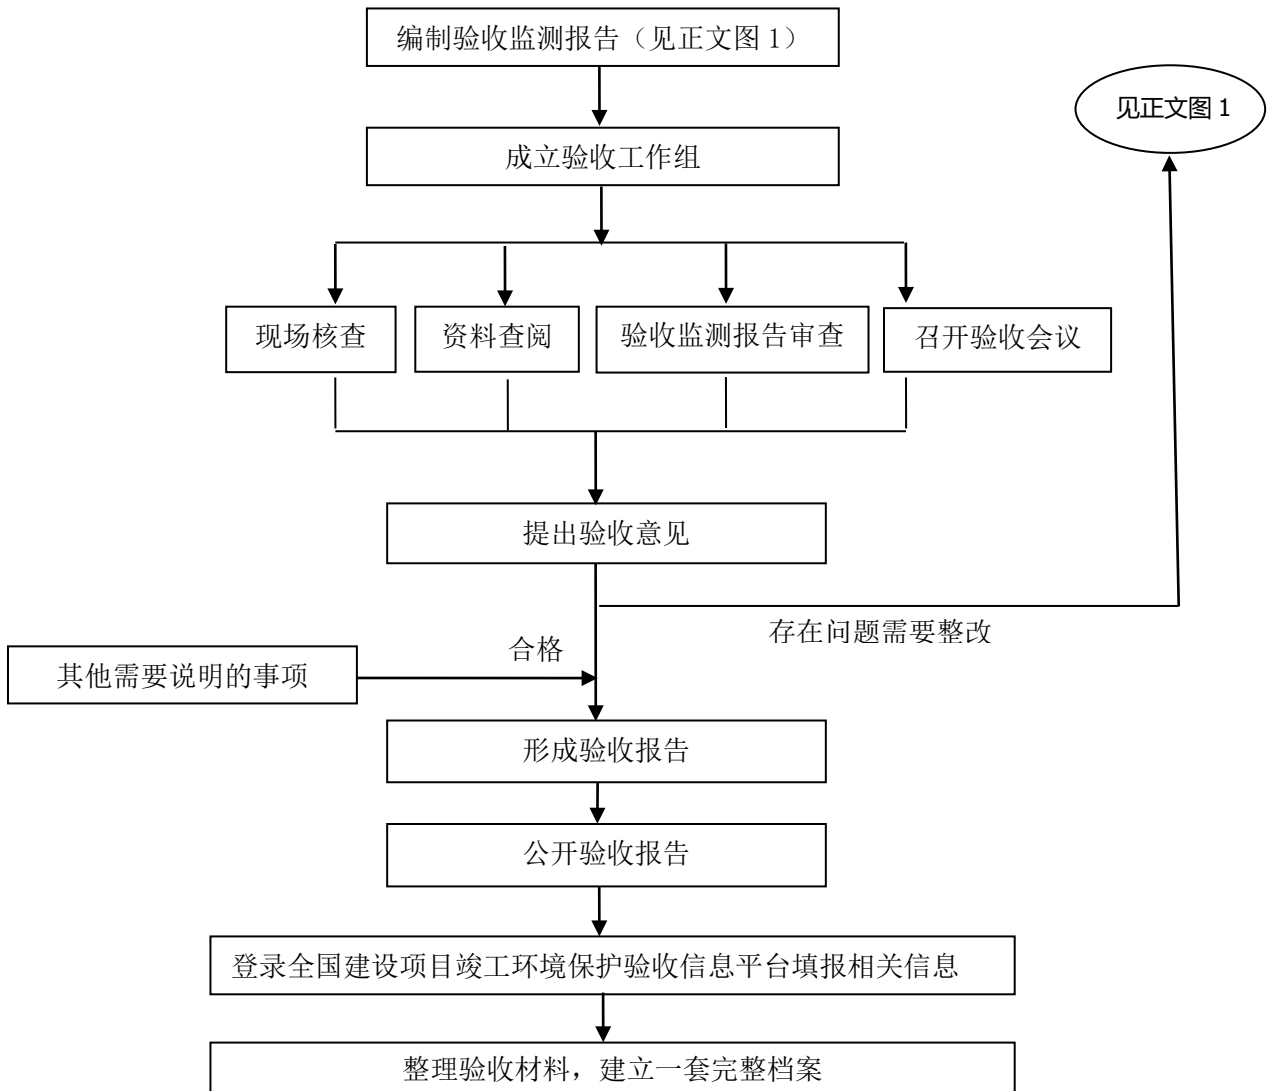 编制验收监测报告（见正文图 1）
见正文图 1
成立验收工作组
现场核查
资料查阅
验收监测报告审查
召开验收会议
提出验收意见
存在问题需要整改
合格
其他需要说明的事项
形成验收报告
公开验收报告
登录全国建设项目竣工环境保护验收信息平台填报相关信息
整理验收材料，建立一套完整档案